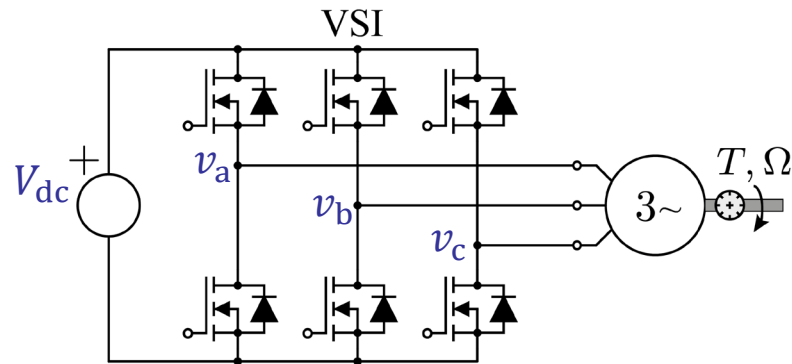 VSI
+
V_dc
v_a
v_b
v_c
3~
T, Ω